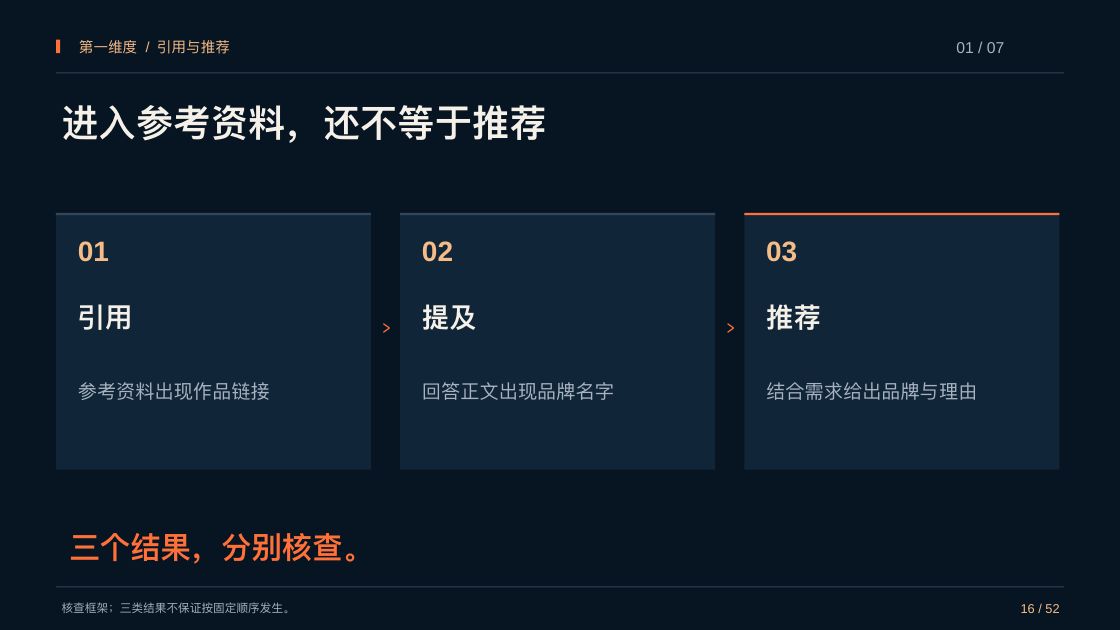 第一维度 / 引用与推荐
01 / 07
进入参考资料，还不等于推荐
01
引用
参考资料出现作品链接
>
02
提及
回答正文出现品牌名字
>
03
推荐
结合需求给出品牌与理由
三个结果，分别核查。
核查框架；三类结果不保证按固定顺序发生。
16 / 52